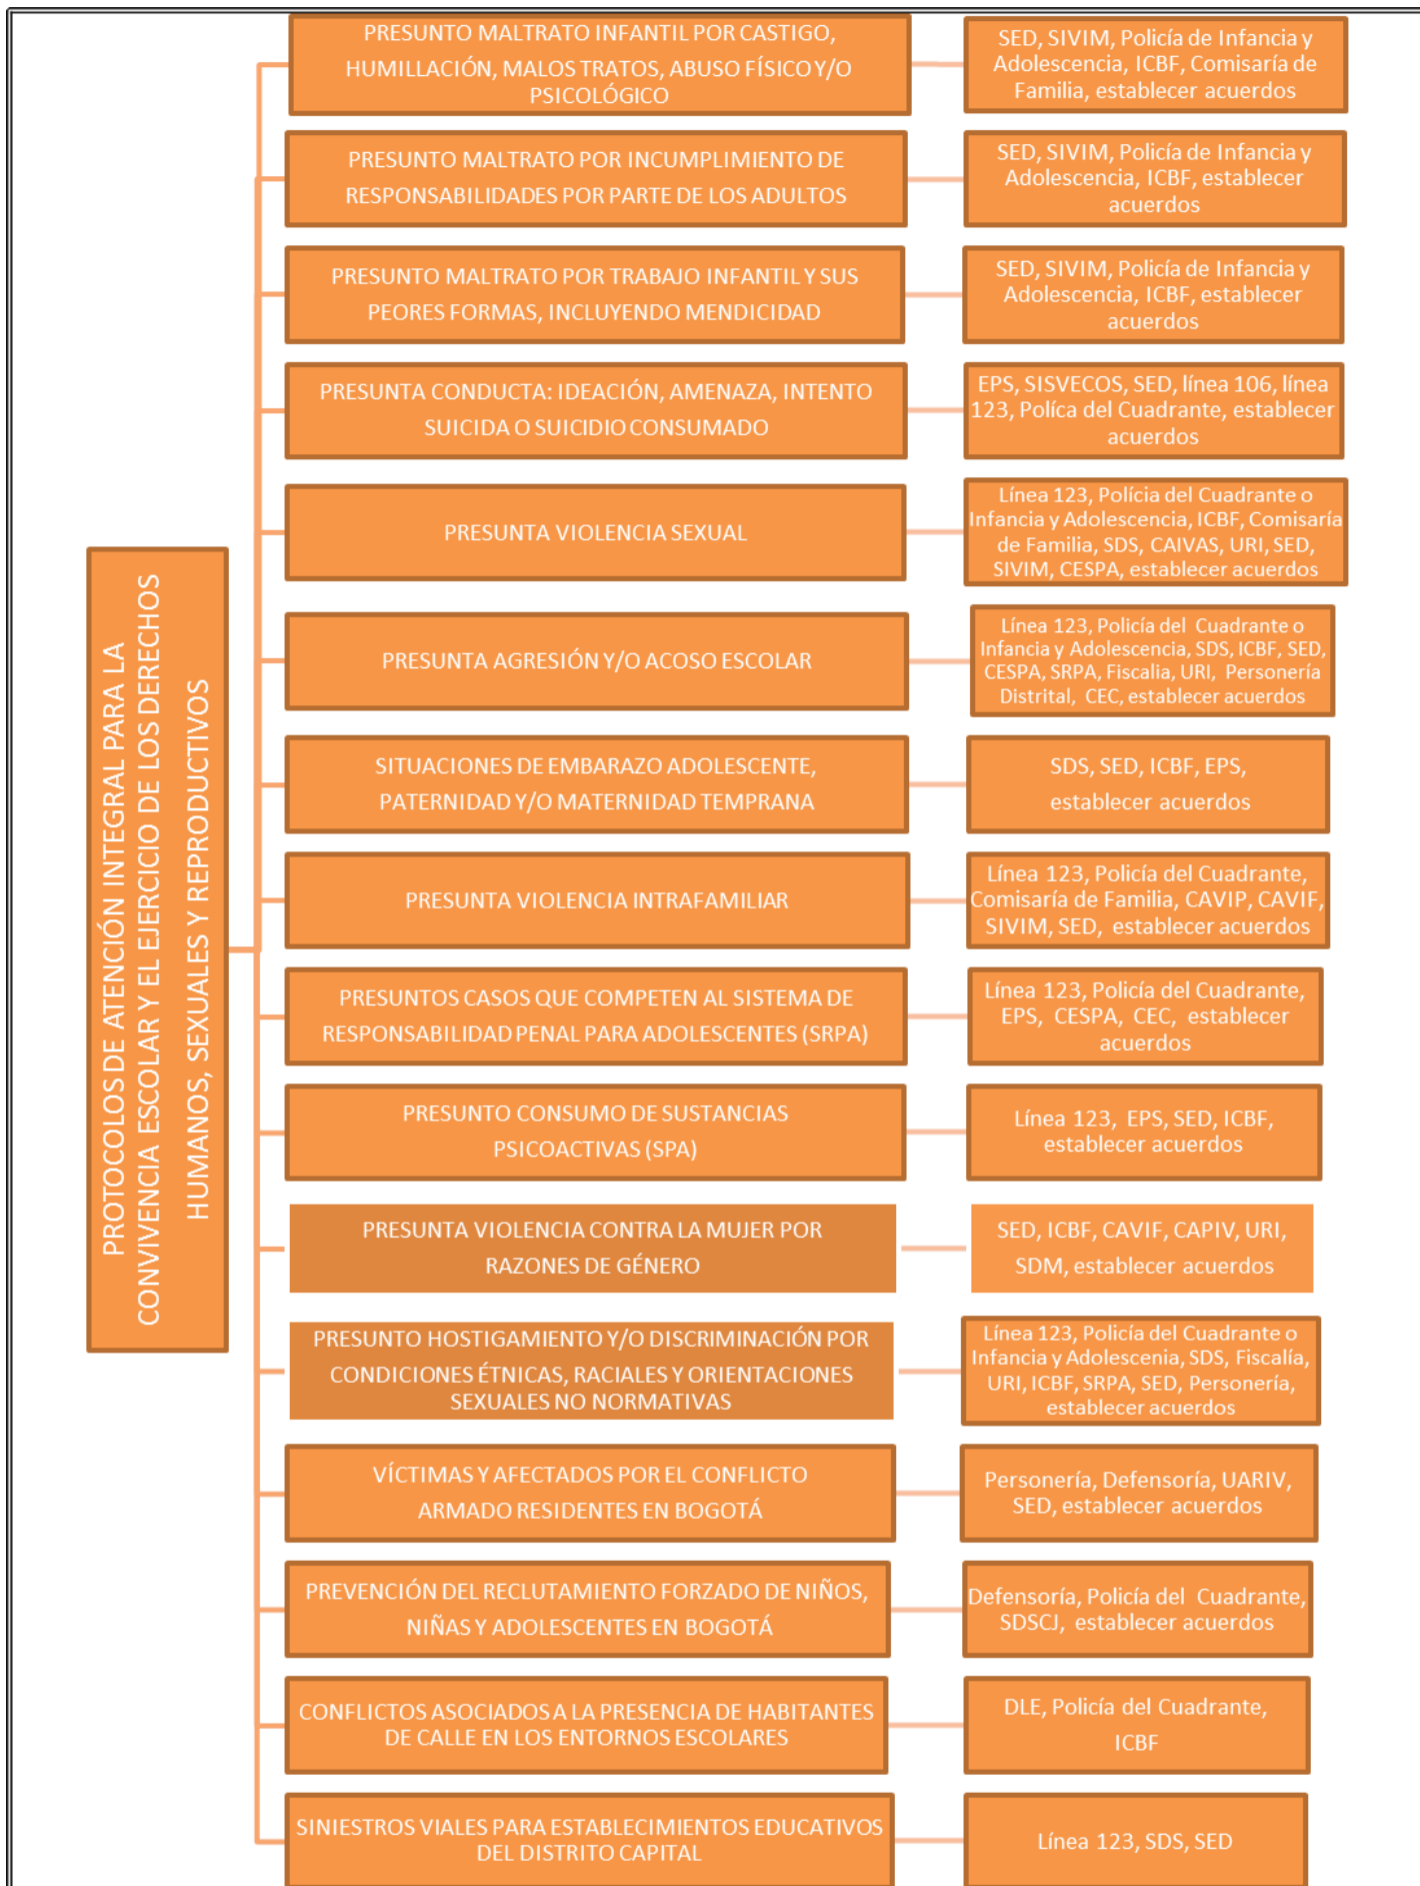 PROTOCOLOS DE ATENCIÓN INTEGRAL PARA LA
CONVIVENCIA ESCOLAR Y EL EJERCICIO DE LOS DERECHOS
HUMANOS, SEXUALES Y REPRODUCTIVOS
PRESUNTO MALTRATO INFANTIL POR CASTIGO,
HUMILLACIÓN, MALOS TRATOS, ABUSO FÍSICO Y/O
PSICOLÓGICO
SED, SIVIM, Policía de Infancia y
Adolescencia, ICBF, Comisaría de
Familia, establecer acuerdos
PRESUNTO MALTRATO POR INCUMPLIMIENTO DE
RESPONSABILIDADES POR PARTE DE LOS ADULTOS
SED, SIVIM, Policía de Infancia y
Adolescencia, ICBF, establecer
acuerdos
PRESUNTO MALTRATO POR TRABAJO INFANTIL Y SUS
PEORES FORMAS, INCLUYENDO MENDICIDAD
SED, SIVIM, Policía de Infancia y
Adolescencia, ICBF, establecer
acuerdos
PRESUNTA CONDUCTA: IDEACIÓN, AMENAZA, INTENTO
SUICIDA O SUICIDIO CONSUMADO
EPS, SISVECOS, SED, línea 106, línea
123, Políca del Cuadrante, establecer
acuerdos
PRESUNTA VIOLENCIA SEXUAL
Línea 123, Polícia del Cuadrante o
Infancia y Adolescencia, ICBF, Comisaría
de Familia, SDS, CAIVAS, URI, SED,
SIVIM, CESPA, establecer acuerdos
PRESUNTA AGRESIÓN Y/O ACOSO ESCOLAR
Línea 123, Policía del Cuadrante o
Infancia y Adolescencia, SDS, ICBF, SED,
CESPA, SRPA, Fiscalia, URI, Personería
Distrital, CEC, establecer acuerdos
SITUACIONES DE EMBARAZO ADOLESCENTE,
PATERNIDAD Y/O MATERNIDAD TEMPRANA
SDS, SED, ICBF, EPS,
establecer acuerdos
PRESUNTA VIOLENCIA INTRAFAMILIAR
Línea 123, Policía del Cuadrante,
Comisaría de Familia, CAVIP, CAVIF,
SIVIM, SED, establecer acuerdos
PRESUNTOS CASOS QUE COMPETEN AL SISTEMA DE
RESPONSABILIDAD PENAL PARA ADOLESCENTES (SRPA)
Línea 123, Policía del Cuadrante,
EPS, CESPA, CEC, establecer
acuerdos
PRESUNTO CONSUMO DE SUSTANCIAS
PSICOACTIVAS (SPA)
Línea 123, EPS, SED, ICBF,
establecer acuerdos
PRESUNTA VIOLENCIA CONTRA LA MUJER POR
RAZONES DE GÉNERO
SED, ICBF, CAVIF, CAPIV, URI,
SDM, establecer acuerdos
PRESUNTO HOSTIGAMIENTO Y/O DISCRIMINACIÓN POR
CONDICIONES ÉTNICAS, RACIALES Y ORIENTACIONES
SEXUALES NO NORMATIVAS
Línea 123, Policía del Cuadrante o
Infancia y Adolescenia, SDS, Fiscalía,
URI, ICBF, SRPA, SED, Personería,
establecer acuerdos
VÍCTIMAS Y AFECTADOS POR EL CONFLICTO
ARMADO RESIDENTES EN BOGOTÁ
Personería, Defensoría, UARIV,
SED, establecer acuerdos
PREVENCIÓN DEL RECLUTAMIENTO FORZADO DE NIÑOS,
NIÑAS Y ADOLESCENTES EN BOGOTÁ
Defensoría, Policía del Cuadrante,
SDSCJ, establecer acuerdos
CONFLICTOS ASOCIADOS A LA PRESENCIA DE HABITANTES
DE CALLE EN LOS ENTORNOS ESCOLARES
DLE, Policía del Cuadrante,
ICBF
SINIESTROS VIALES PARA ESTABLECIMIENTOS EDUCATIVOS
DEL DISTRITO CAPITAL
Línea 123, SDS, SED